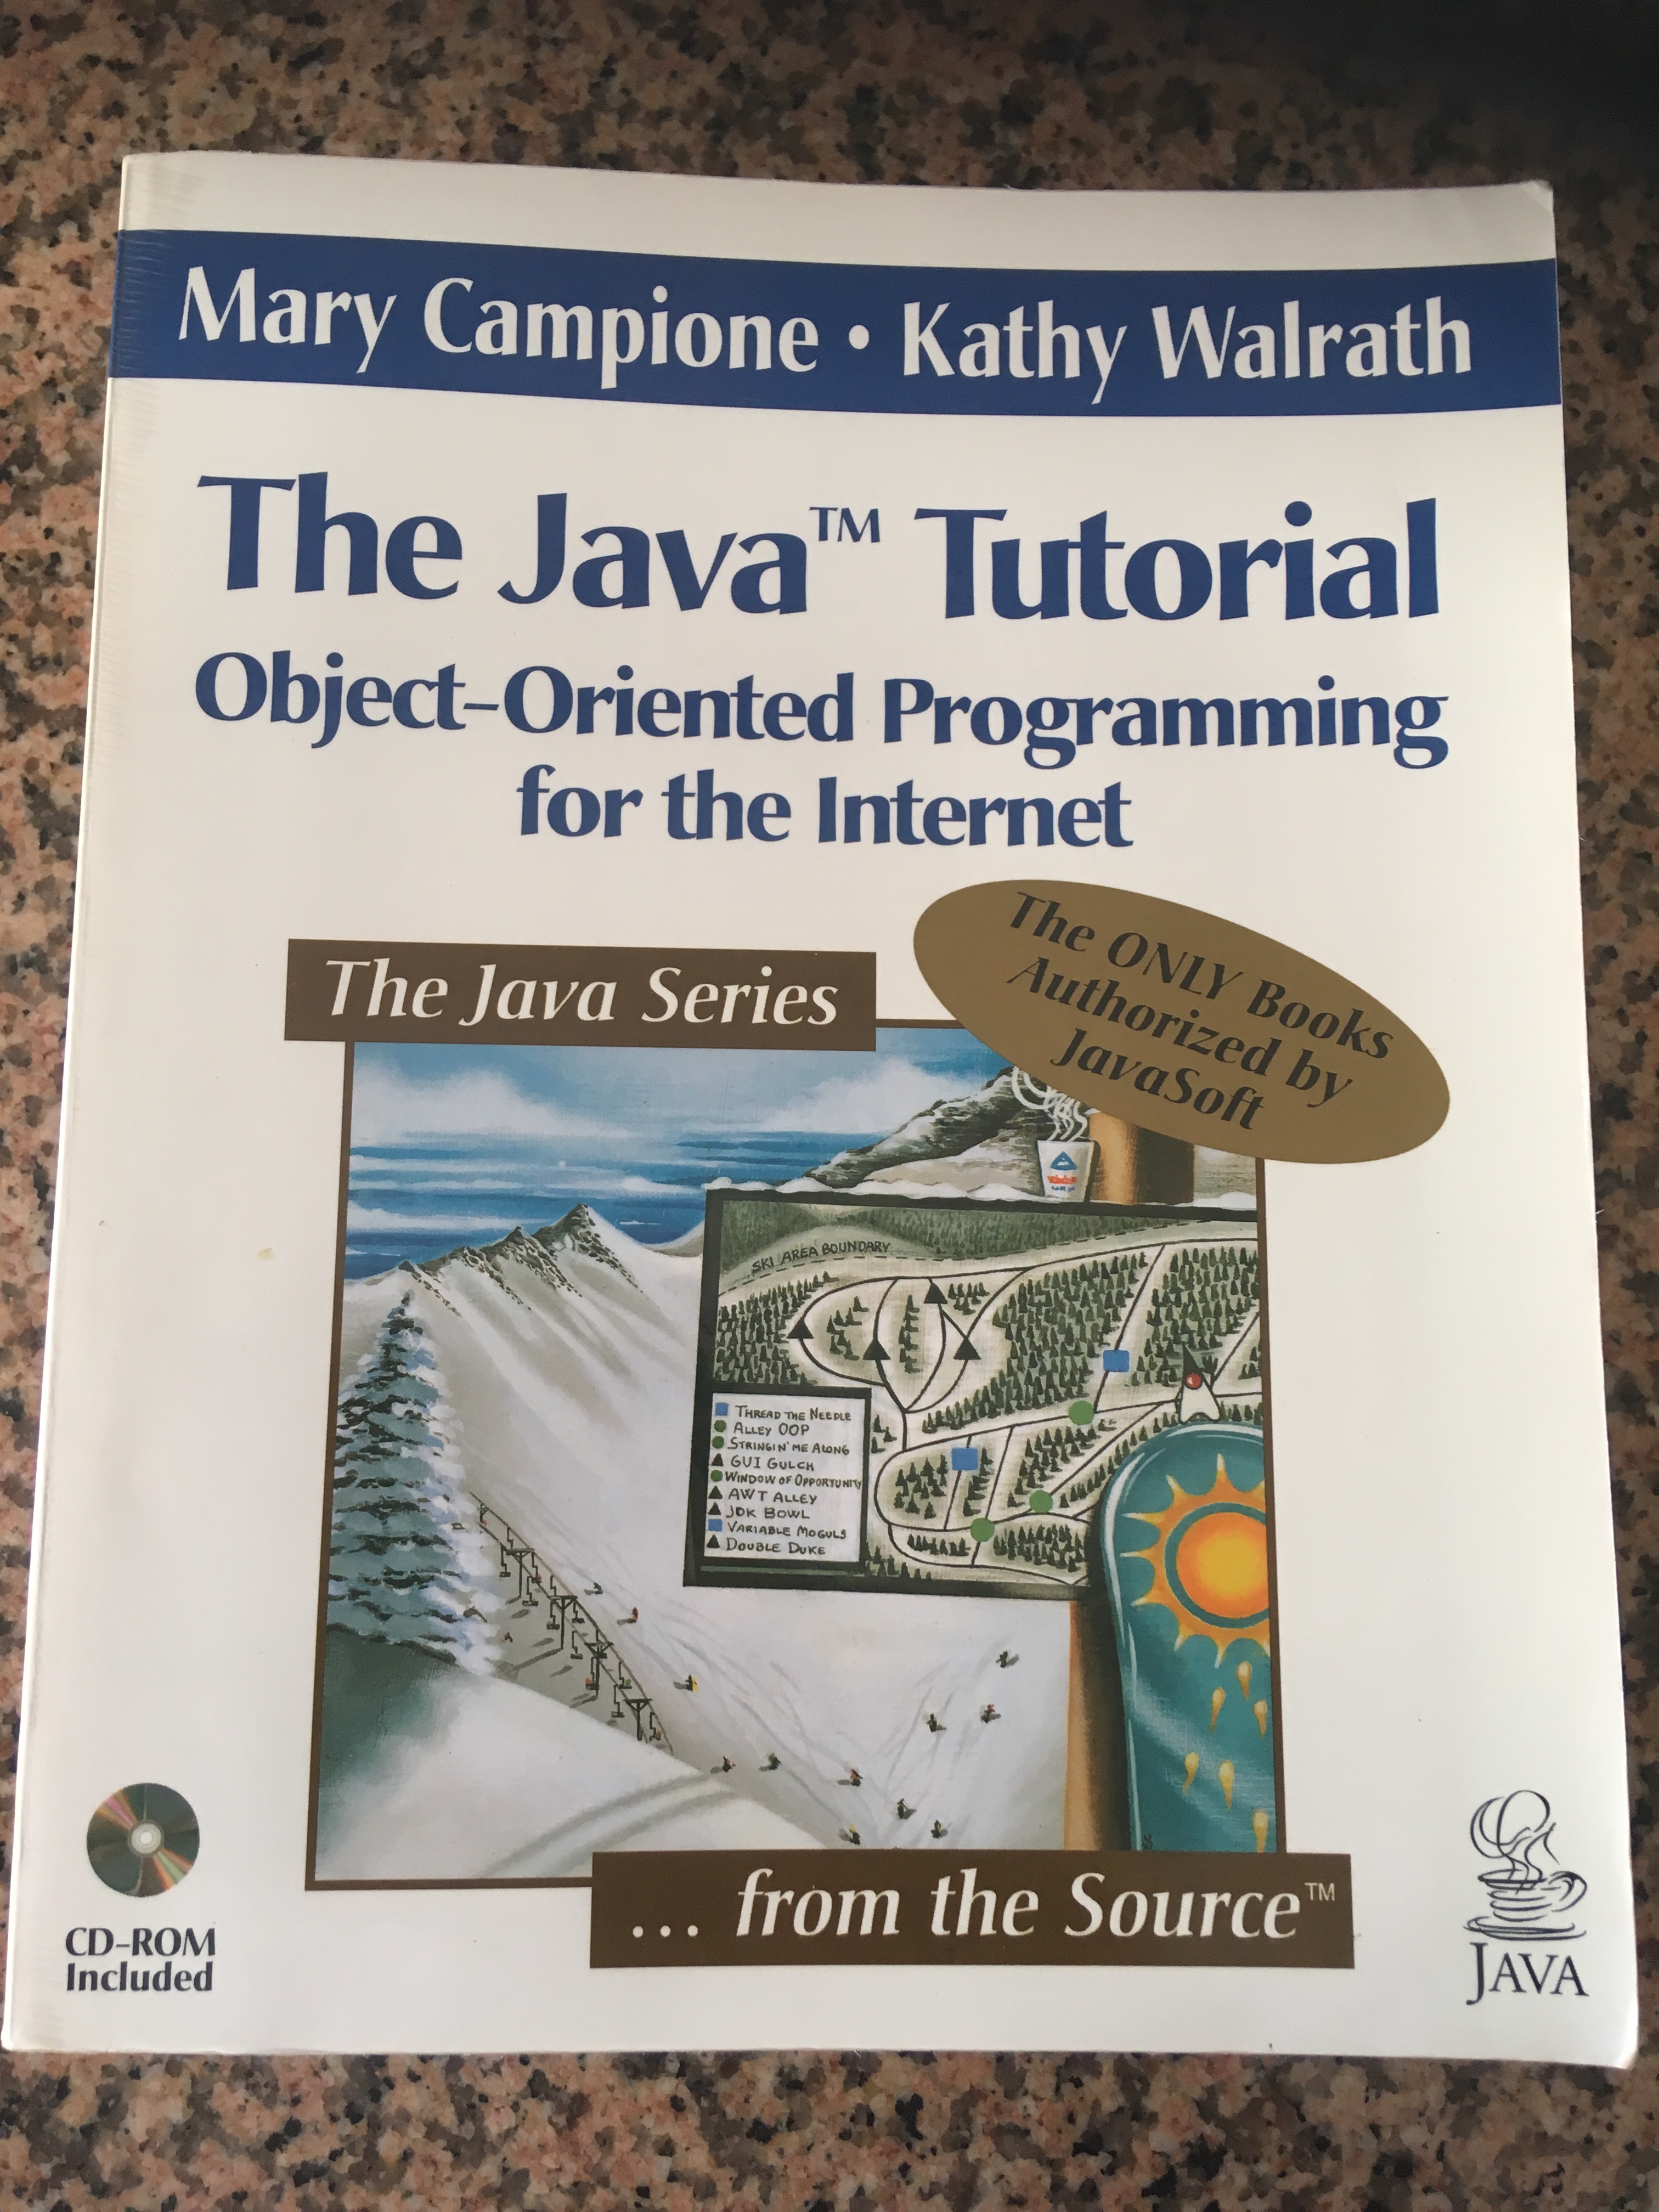 Mary Campione • Kathy Walrath
The Java™ Tutorial
Object-Oriented Programming
for the Internet
The ONLY Books
Authorized by
JavaSoft
The Java Series
SKI AREA BOUNDARY
THREAD THE NEEDLE
ALLEY OOP
STRINGIN' ME ALONG
GUI GULCH
WINDOW OF OPPORTUNITY
AWT ALLEY
JDK BOWL
VARIABLE MOGULS
DOUBLE DUKE
... from the Source™
CD-ROM
Included
JAVA